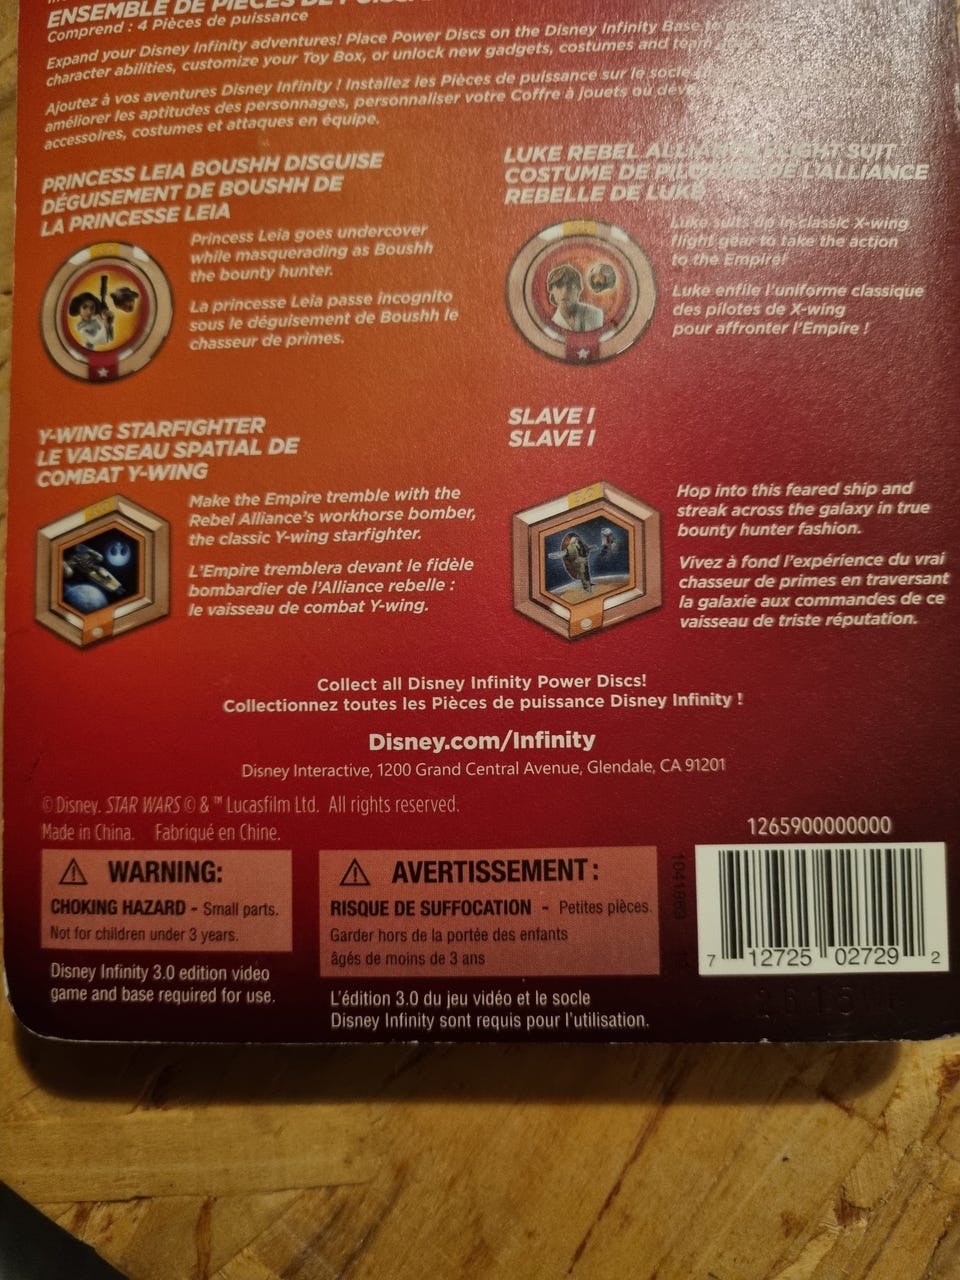 ENSEMBLE DE PIÈCES DE
Comprend : 4 Pièces de puissance
Expand your Disney Infinity adventures! Place Power Discs on the Disney Infinity Base to
character abilities, customize your Toy Box, or unlock new gadgets, costumes and team
Ajoutez à vos aventures Disney Infinity ! Installez les Pièces de puissance sur le socle
améliorer les aptitudes des personnages, personnaliser votre Coffre à jouets ou
accessoires, costumes et attaques en équipe.
PRINCESS LEIA BOUSHH DISGUISE
DÉGUISEMENT DE BOUSHH DE
LA PRINCESSE LEIA
Princess Leia goes undercover
while masquerading as Boushh
the bounty hunter.
La princesse Leia passe incognito
sous le déguisement de Boushh le
chasseur de primes.
LUKE REBEL ALLIANCE FLIGHT SUIT
COSTUME DE PILOTAGE DE L'ALLIANCE
REBELLE DE LUKE
Luke suits up in classic X-wing
flight gear to take the action
to the Empire!
Luke enfile l'uniforme classique
des pilotes de X-wing
pour affronter l'Empire !
Y-WING STARFIGHTER
LE VAISSEAU SPATIAL DE
COMBAT Y-WING
Make the Empire tremble with the
Rebel Alliance's workhorse bomber,
the classic Y-wing starfighter.
L'Empire tremblera devant le fidèle
bombardier de l'Alliance rebelle :
le vaisseau de combat Y-wing.
SLAVE I
SLAVE I
Hop into this feared ship and
streak across the galaxy in true
bounty hunter fashion.
Vivez à fond l'expérience du vrai
chasseur de primes en traversant
la galaxie aux commandes de ce
vaisseau de triste réputation.
Collect all Disney Infinity Power Discs!
Collectionnez toutes les Pièces de puissance Disney Infinity !
Disney.com/Infinity
Disney Interactive, 1200 Grand Central Avenue, Glendale, CA 91201
© Disney. STAR WARS © & ™ Lucasfilm Ltd. All rights reserved.
Made in China. Fabriqué en Chine.
WARNING:
CHOKING HAZARD - Small parts.
Not for children under 3 years.
Disney Infinity 3.0 edition video
game and base required for use.
AVERTISSEMENT :
RISQUE DE SUFFOCATION - Petites pièces.
Garder hors de la portée des enfants
âgés de moins de 3 ans
L'édition 3.0 du jeu vidéo et le socle
Disney Infinity sont requis pour l'utilisation.
1265900000000
7 12725 02729 2